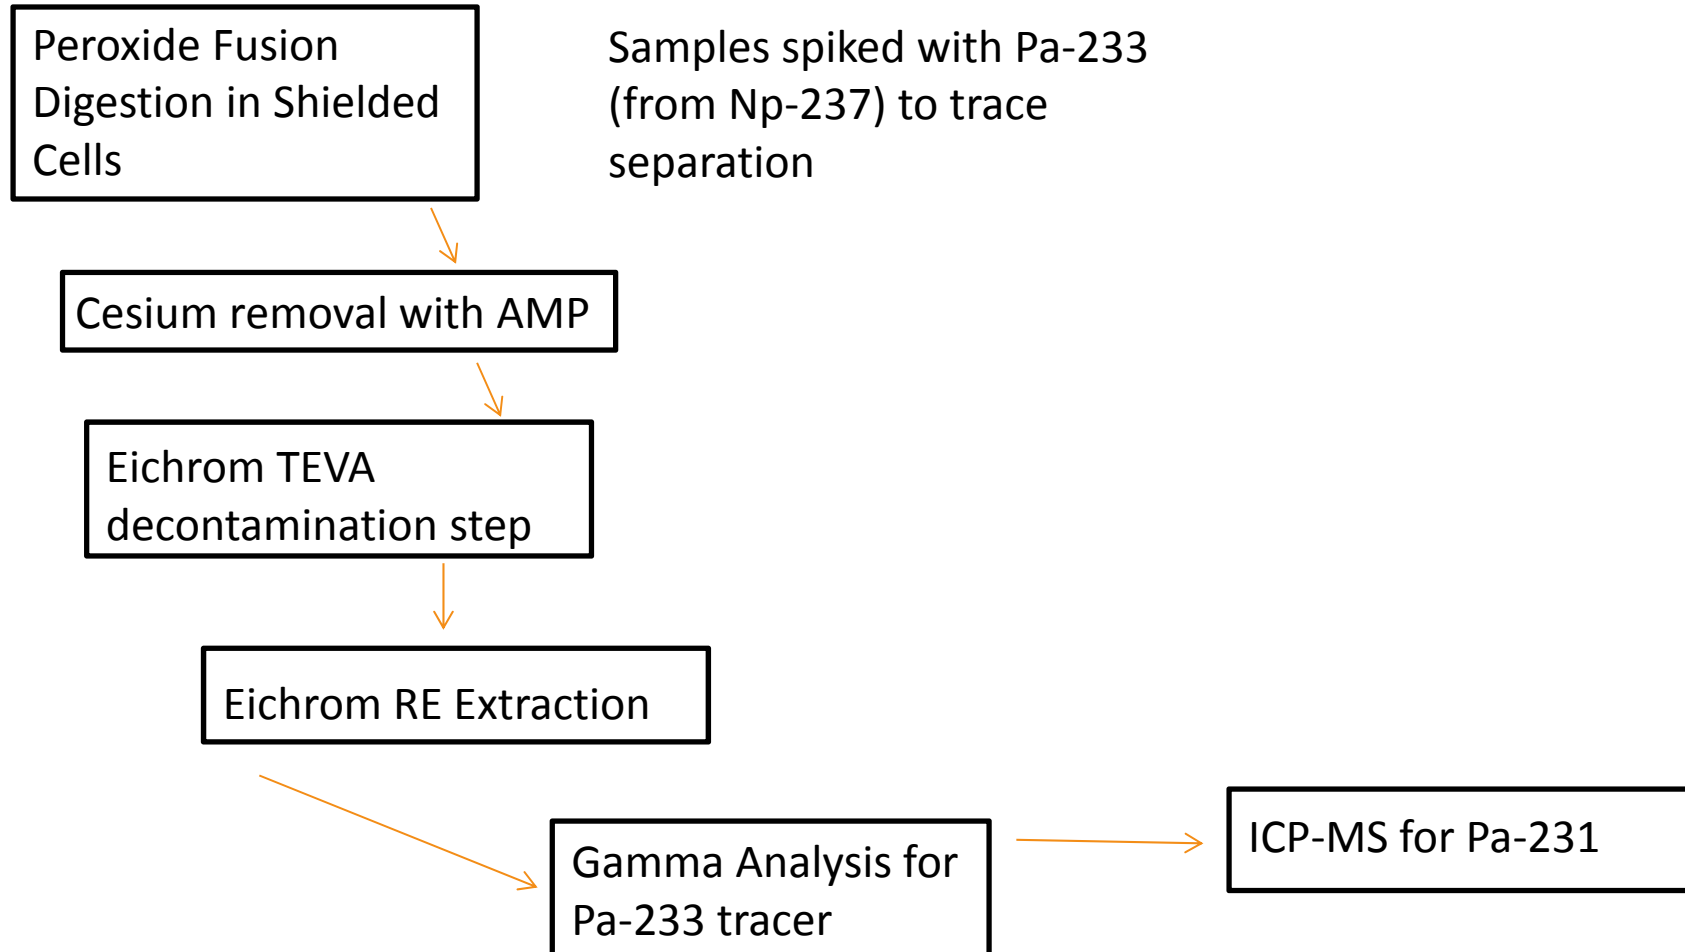 Peroxide Fusion
Digestion in Shielded
Cells
Samples spiked with Pa-233
(from Np-237) to trace
separation
Cesium removal with AMP
Eichrom TEVA
decontamination step
Eichrom RE Extraction
Gamma Analysis for
Pa-233 tracer
ICP-MS for Pa-231